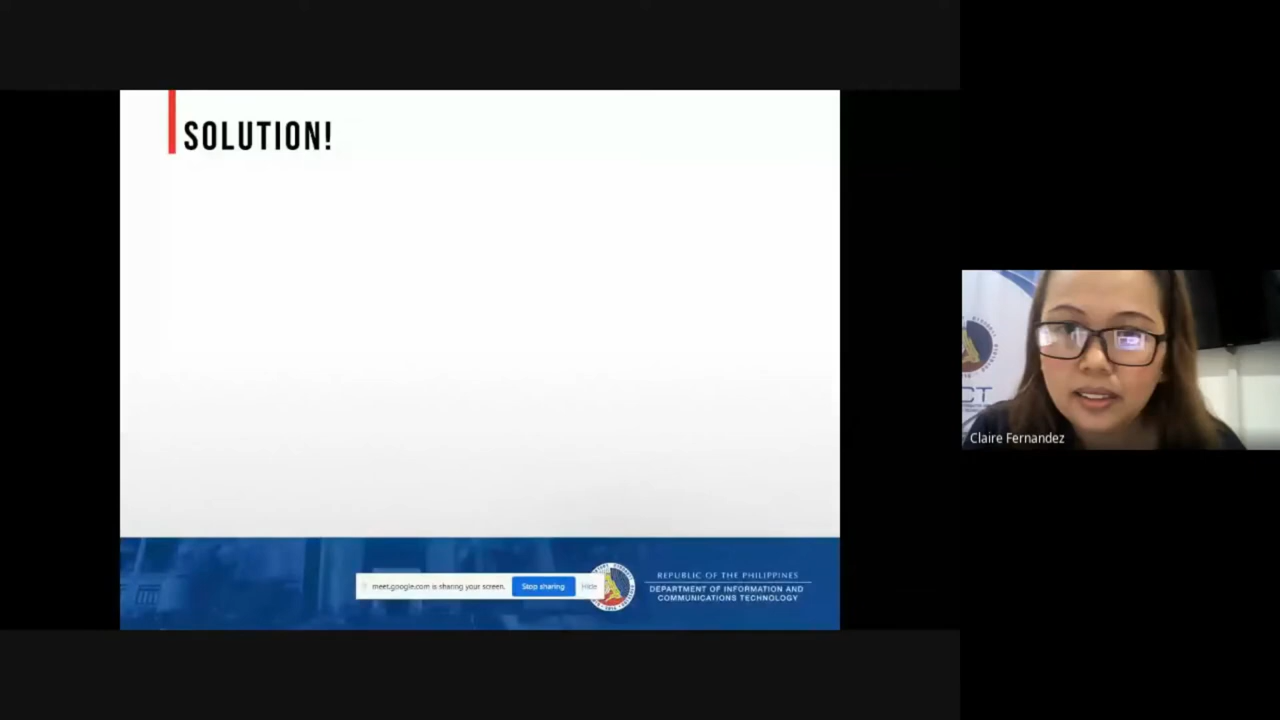 SOLUTION!
meet.google.com is sharing your screen.
Stop sharing
Hide
REPUBLIC OF THE PHILIPPINES
DEPARTMENT OF INFORMATION AND
COMMUNICATIONS TECHNOLOGY
CT
Claire Fernandez